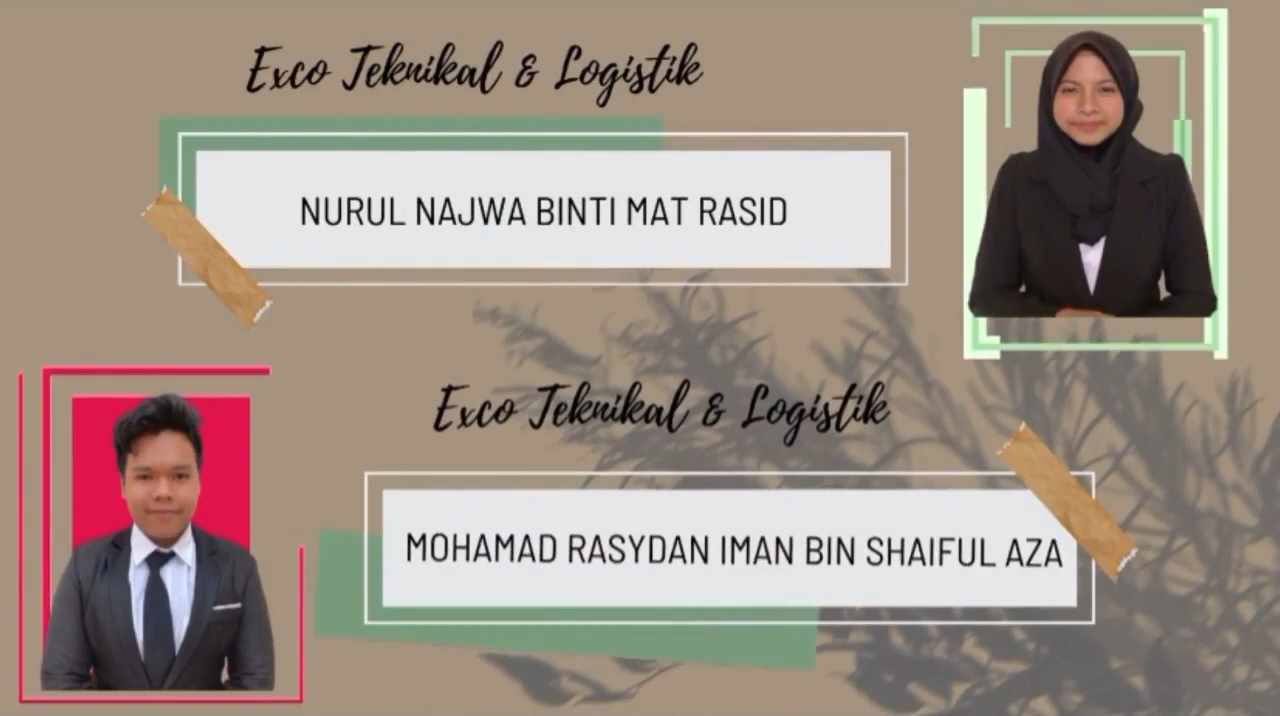 Exco Teknikal & Logistik
NURUL NAJWA BINTI MAT RASID
Exco Teknikal & Logistik
MOHAMAD RASYDAN IMAN BIN SHAIFUL AZA